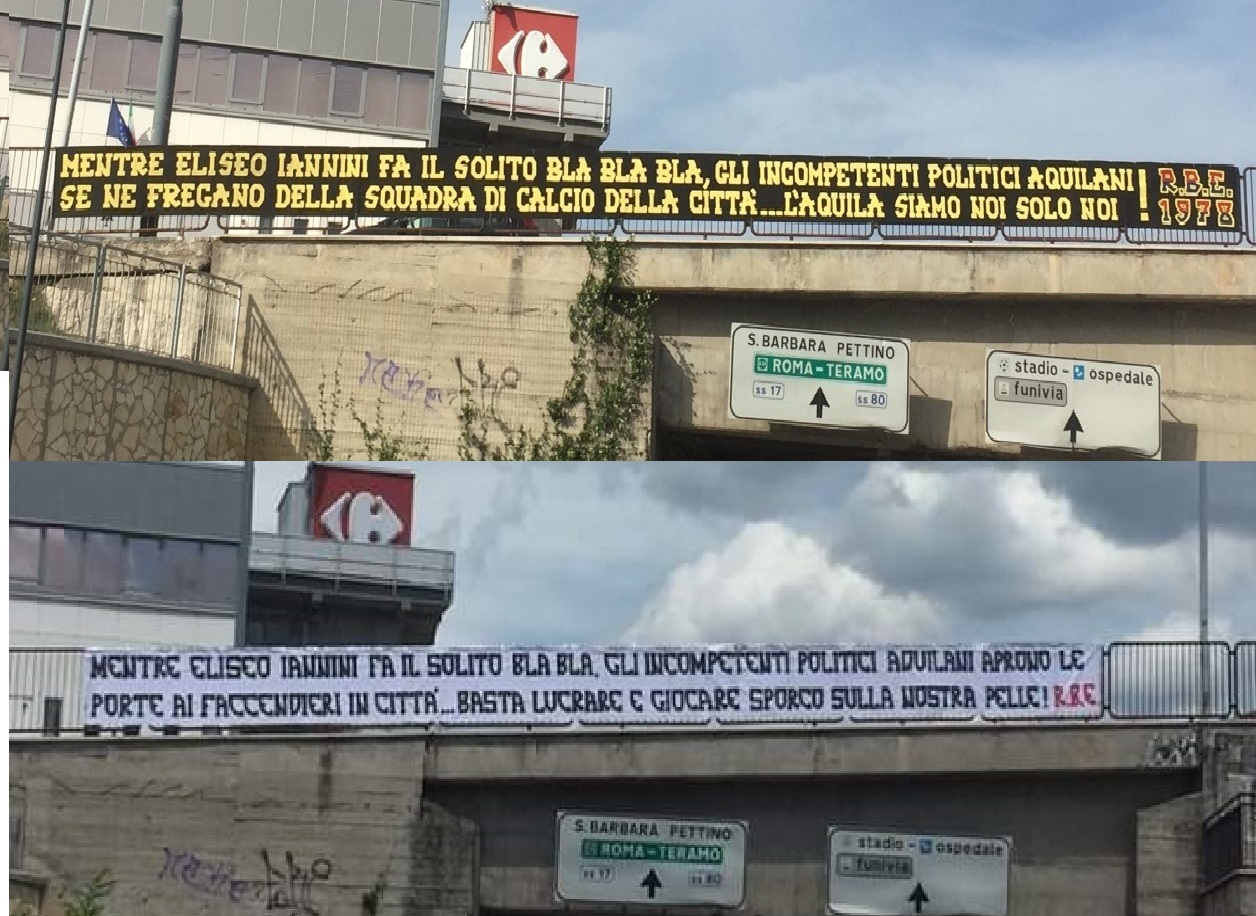 MENTRE ELISEO IANNINI FA IL SOLITO BLA BLA BLA, GLI INCOMPETENTI POLITICI AQUILANI
SE NE FREGANO DELLA SQUADRA DI CALCIO DELLA CITTÀ...L'AQUILA SIAMO NOI SOLO NOI !
R.B.E.
1978
S. BARBARA PETTINO
ROMA-TERAMO
ss 17
ss 80
stadio - ospedale
funivia
MENTRE ELISEO IANNINI FA IL SOLITO BLA BLA, GLI INCOMPETENTI POLITICI AQUILANI APRONO LE
PORTE AI FACCENDIERI IN CITTÀ...BASTA LUCRARE E GIOCARE SPORCO SULLA NOSTRA PELLE! R.B.E
S. BARBARA PETTINO
ROMA-TERAMO
ss 17
ss 80
stadio - ospedale
funivia